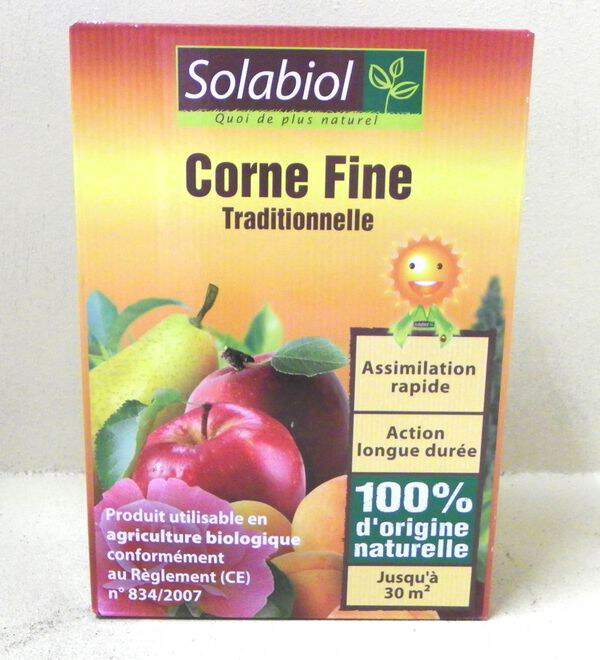 Solabiol
Quoi de plus naturel
Corne Fine
Traditionnelle
Assimilation
rapide
Action
longue durée
100%
d'origine
naturelle
Jusqu'à
30 m²
Produit utilisable en
agriculture biologique
conformément
au Règlement (CE)
n° 834/2007